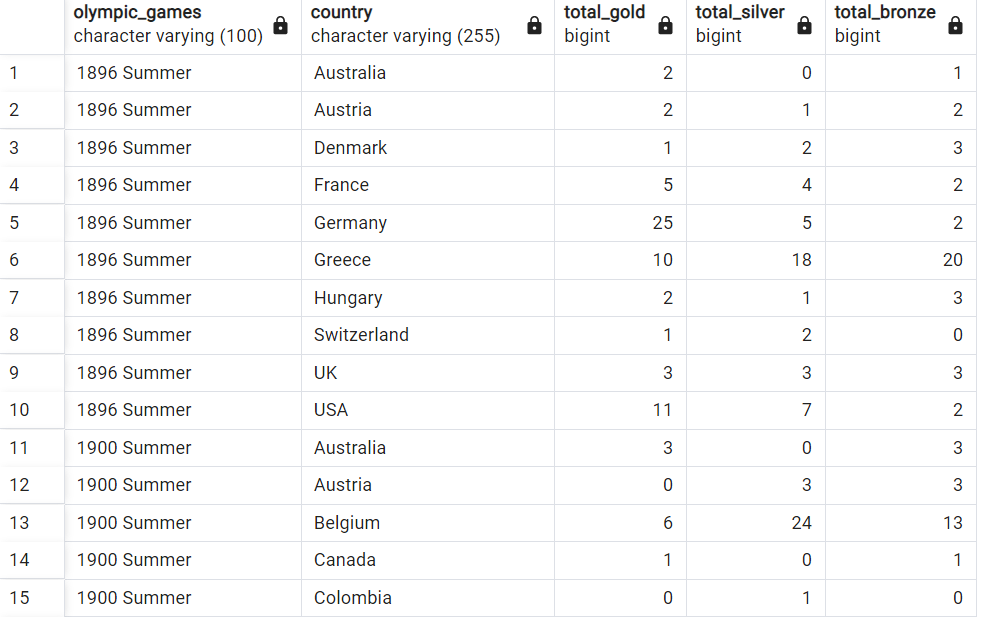 olympic_games country total_gold total_silver total_bronze
character varying (100) character varying (255) bigint bigint bigint
1 1896 Summer Australia 2 0 1
2 1896 Summer Austria 2 1 2
3 1896 Summer Denmark 1 2 3
4 1896 Summer France 5 4 2
5 1896 Summer Germany 25 5 2
6 1896 Summer Greece 10 18 20
7 1896 Summer Hungary 2 1 3
8 1896 Summer Switzerland 1 2 0
9 1896 Summer UK 3 3 3
10 1896 Summer USA 11 7 2
11 1900 Summer Australia 3 0 3
12 1900 Summer Austria 0 3 3
13 1900 Summer Belgium 6 24 13
14 1900 Summer Canada 1 0 1
15 1900 Summer Colombia 0 1 0